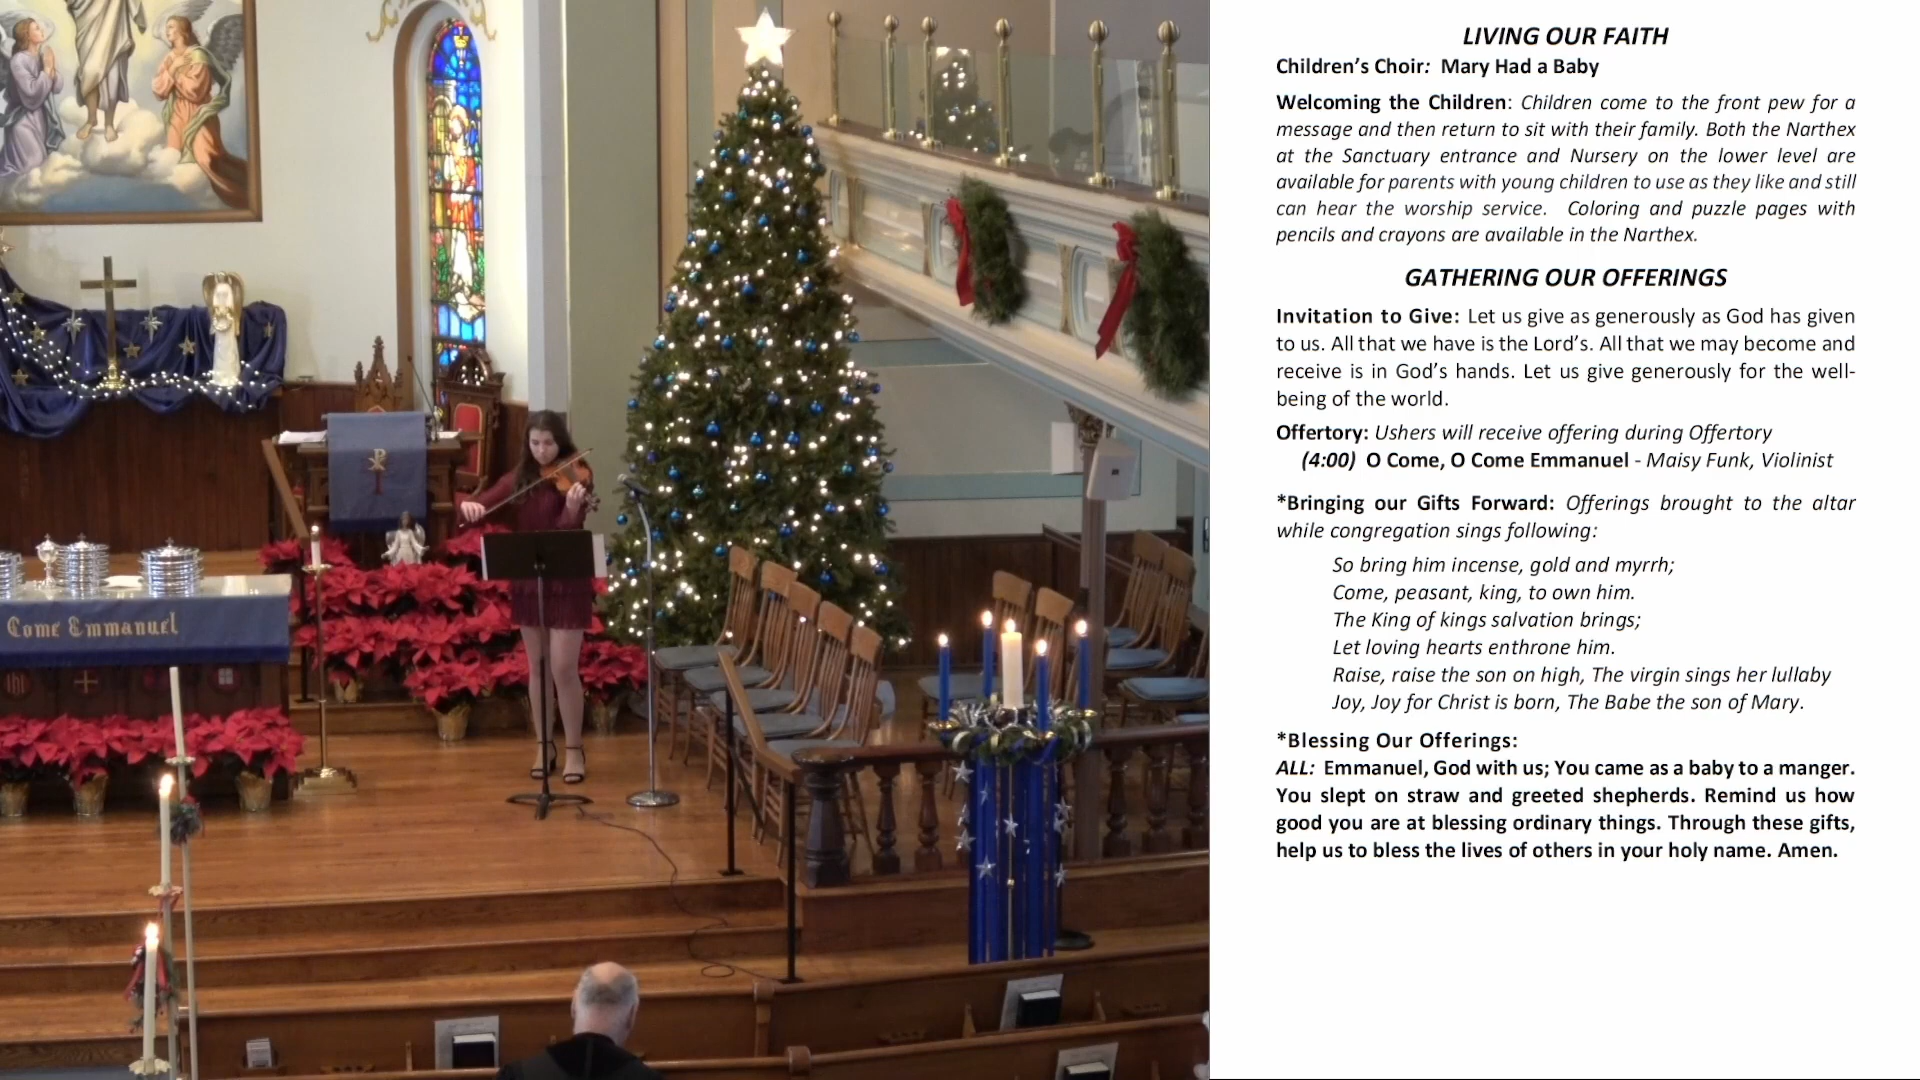 Come Emmanuel
LIVING OUR FAITH
Children's Choir: Mary Had a Baby
Welcoming the Children: Children come to the front pew for a
message and then return to sit with their family. Both the Narthex
at the Sanctuary entrance and Nursery on the lower level are
available for parents with young children to use as they like and still
can hear the worship service. Coloring and puzzle pages with
pencils and crayons are available in the Narthex.
GATHERING OUR OFFERINGS
Invitation to Give: Let us give as generously as God has given
to us. All that we have is the Lord's. All that we may become and
receive is in God's hands. Let us give generously for the well-
being of the world.
Offertory: Ushers will receive offering during Offertory
(4:00) O Come, O Come Emmanuel - Maisy Funk, Violinist
*Bringing our Gifts Forward: Offerings brought to the altar
while congregation sings following:
So bring him incense, gold and myrrh;
Come, peasant, king, to own him.
The King of kings salvation brings;
Let loving hearts enthrone him.
Raise, raise the son on high, The virgin sings her lullaby
Joy, Joy for Christ is born, The Babe the son of Mary.
*Blessing Our Offerings:
ALL: Emmanuel, God with us; You came as a baby to a manger.
You slept on straw and greeted shepherds. Remind us how
good you are at blessing ordinary things. Through these gifts,
help us to bless the lives of others in your holy name. Amen.